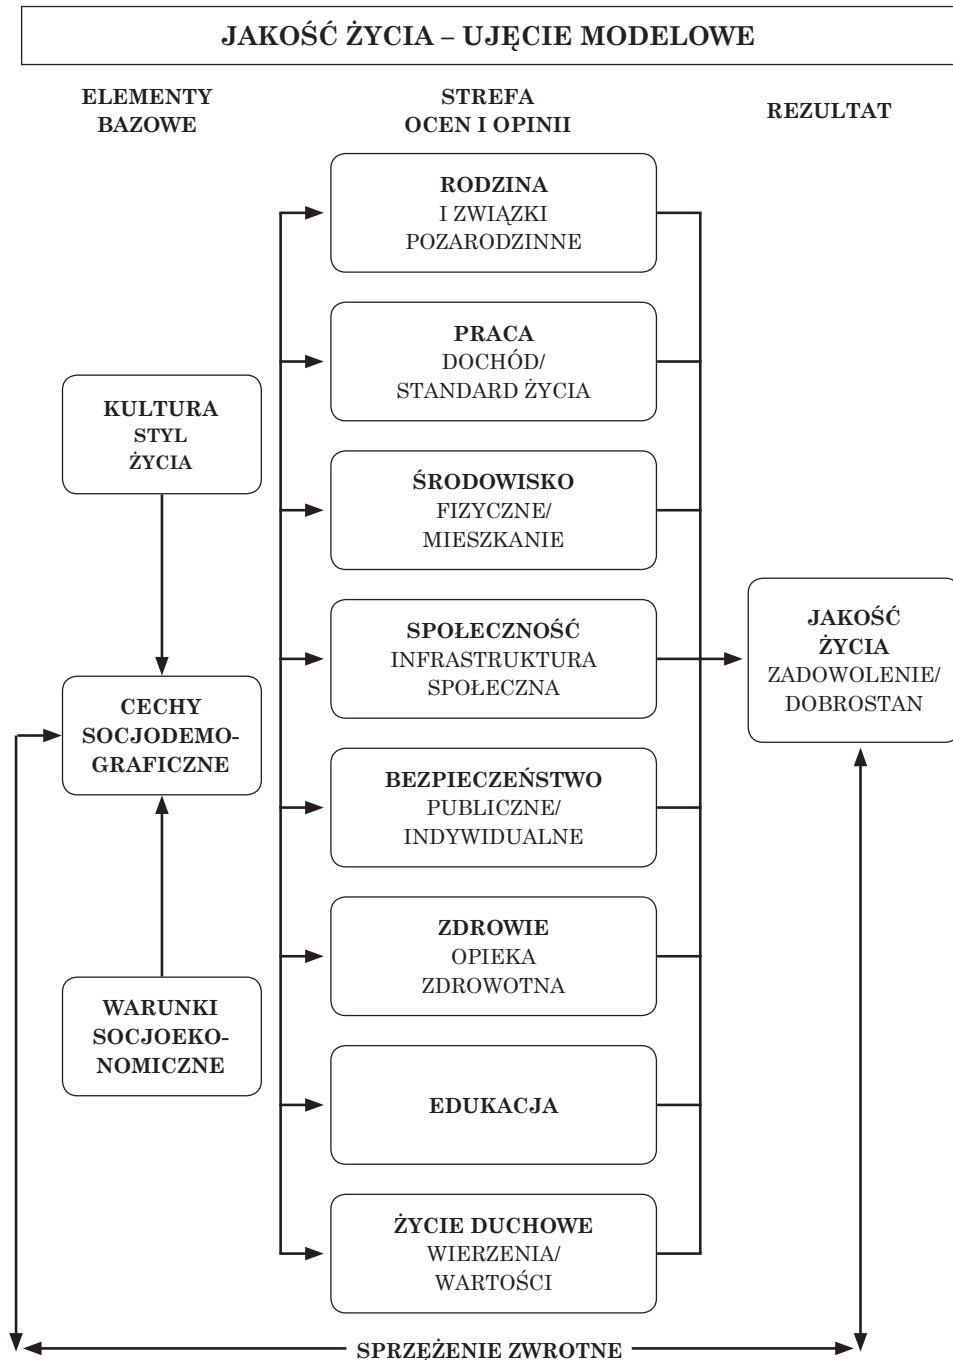 JAKOŚĆ ŻYCIA – UJĘCIE MODELOWE
ELEMENTY
BAZOWE
STREFA
OCEN I OPINII
REZULTAT
KULTURA
STYL
ŻYCIA
CECHY
SOCJODEMO-
GRAFICZNE
WARUNKI
SOCJOEKO-
NOMICZNE
RODZINA
I ZWIĄZKI
POZARODZINNE
PRACA
DOCHÓD/
STANDARD ŻYCIA
ŚRODOWISKO
FIZYCZNE/
MIESZKANIE
SPOŁECZNOŚĆ
INFRASTRUKTURA
SPOŁECZNA
BEZPIECZEŃSTWO
PUBLICZNE/
INDYWIDUALNE
ZDROWIE
OPIEKA
ZDROWOTNA
EDUKACJA
ŻYCIE DUCHOWE
WIERZENIA/
WARTOŚCI
JAKOŚĆ
ŻYCIA
ZADOWOLENIE/
DOBROSTAN
SPRZĘŻENIE ZWROTNE